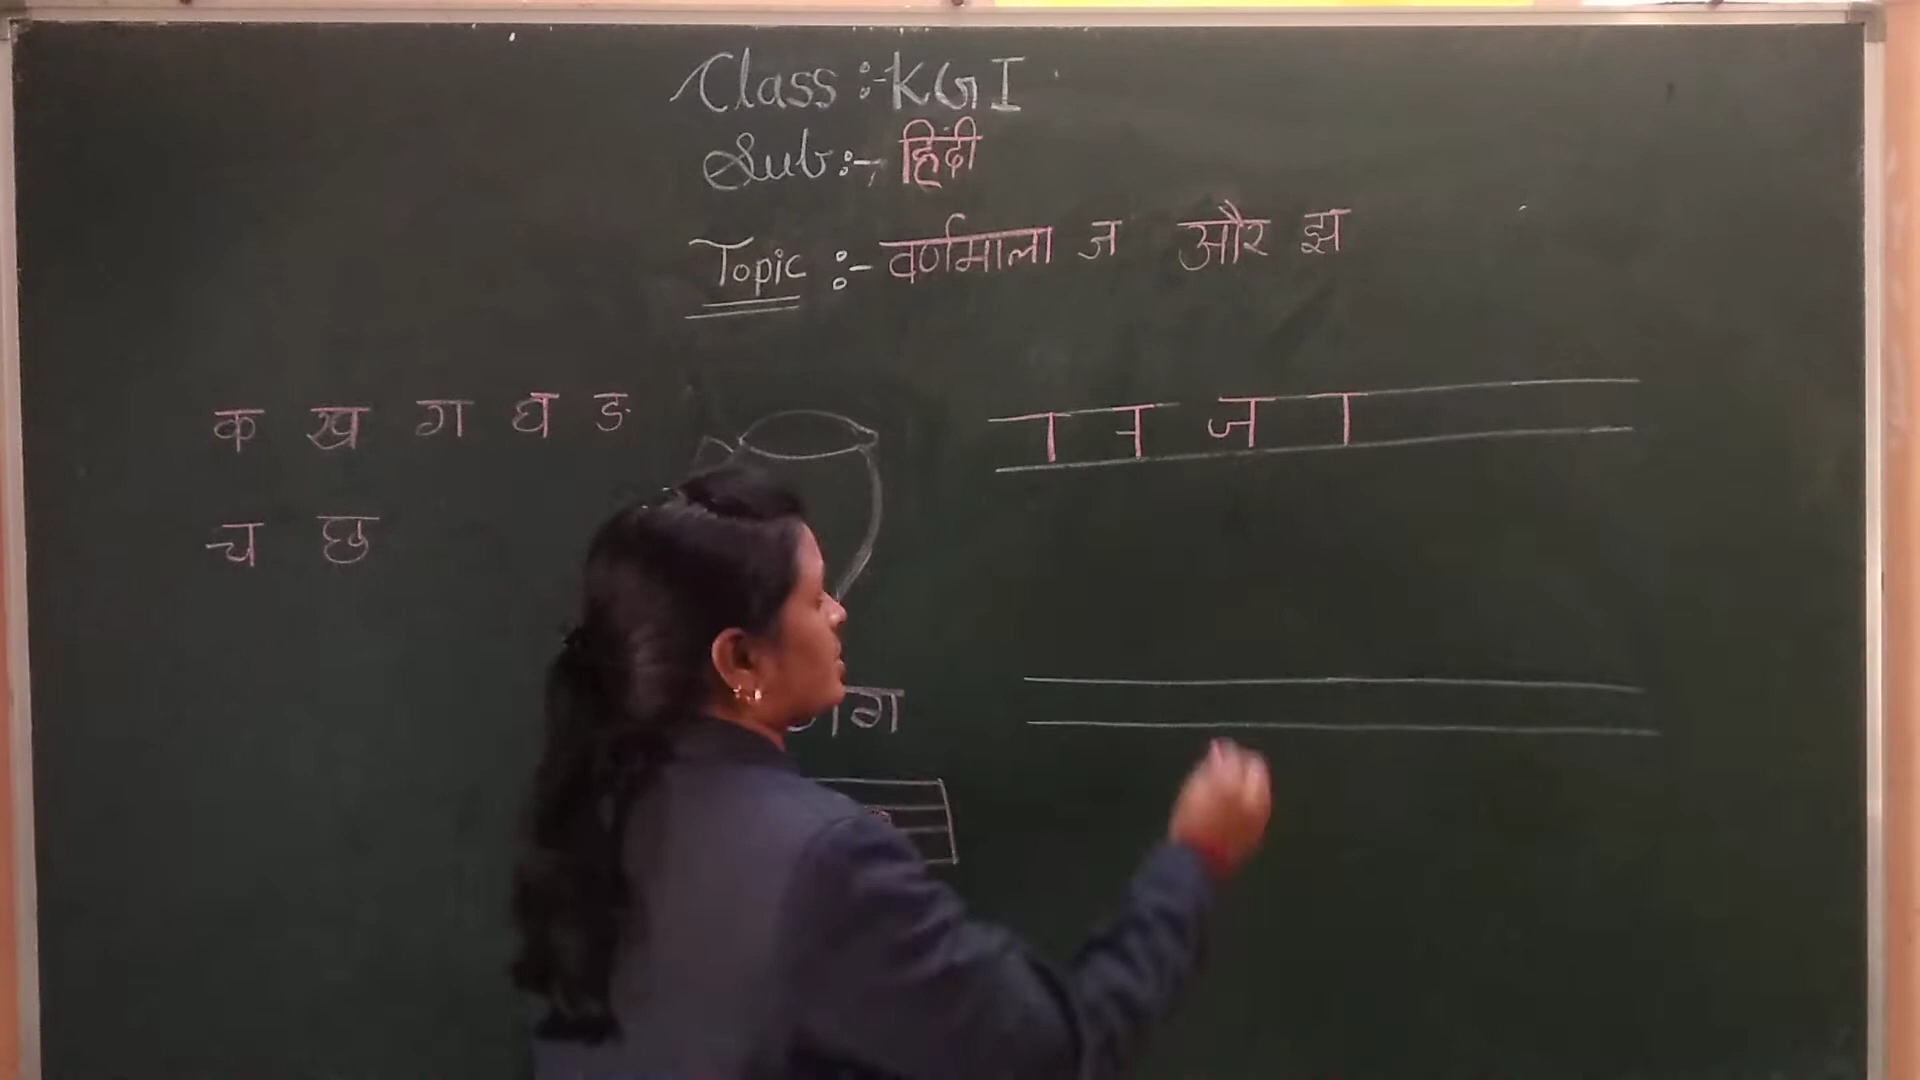 Class :- KG I
Sub :- हिंदी
Topic :- वर्णमाला ज और झ
क ख ग घ ङ
च छ
ा न ज ा